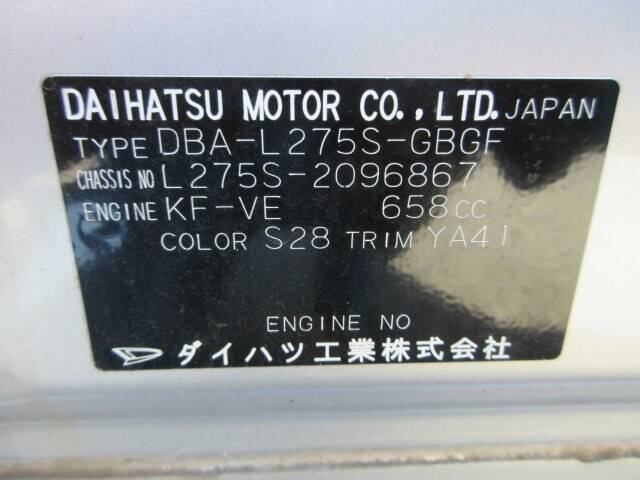 DAIHATSU MOTOR CO., LTD. JAPAN
TYPE DBA-L275S-GBGF
CHASSIS NO L275S-2096867
ENGINE KF-VE 658CC
COLOR S28 TRIM YA41
ENGINE NO
ダイハツ工業株式会社